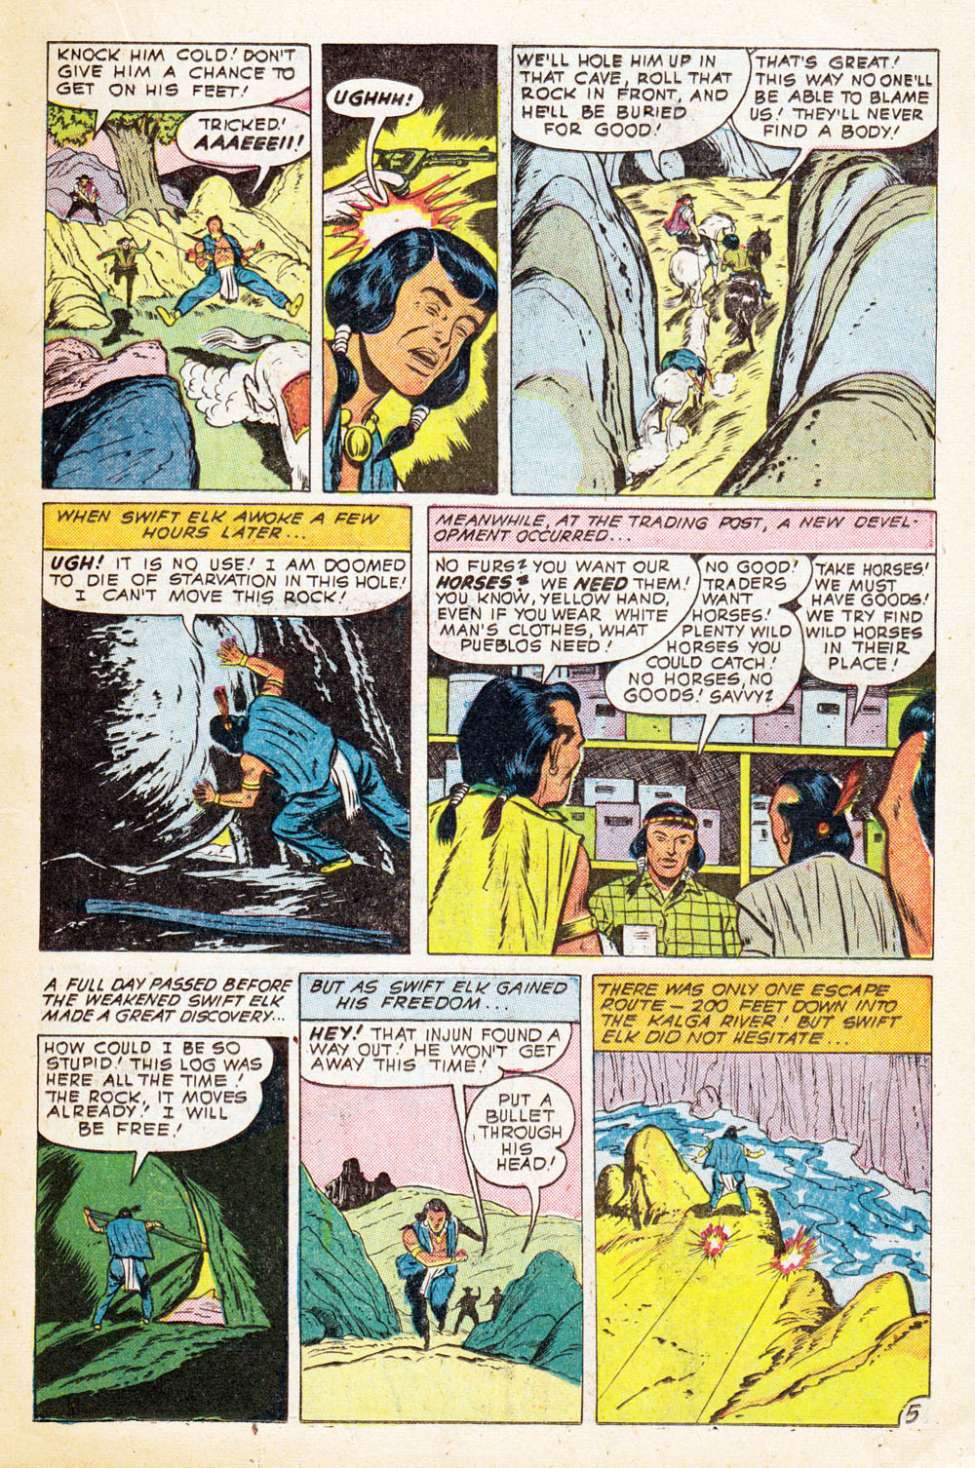 KNOCK HIM COLD! DON'T
GIVE HIM A CHANCE TO
GET ON HIS FEET!
TRICKED!
AAAEEEII!
UGHHH!
WE'LL HOLE HIM UP IN
THAT CAVE, ROLL THAT
ROCK IN FRONT, AND
HE'LL BE BURIED
FOR GOOD!
THAT'S GREAT!
THIS WAY NO ONE'LL
BE ABLE TO BLAME
US! THEY'LL NEVER
FIND A BODY!
WHEN SWIFT ELK AWOKE A FEW
HOURS LATER...
UGH! IT IS NO USE! I AM DOOMED
TO DIE OF STARVATION IN THIS HOLE!
I CAN'T MOVE THIS ROCK!
MEANWHILE, AT THE TRADING POST, A NEW DEVEL-
OPMENT OCCURRED...
NO FURS? YOU WANT OUR
HORSES? WE NEED THEM!
YOU KNOW, YELLOW HAND,
EVEN IF YOU WEAR WHITE
MAN'S CLOTHES, WHAT
PUEBLOS NEED!
NO GOOD!
TRADERS
WANT
HORSES!
PLENTY WILD
HORSES YOU
COULD CATCH!
NO HORSES, NO
GOODS! SAVVY?
TAKE HORSES!
WE MUST
HAVE GOODS!
WE TRY FIND
WILD HORSES
IN THEIR
PLACE!
A FULL DAY PASSED BEFORE
THE WEAKENED SWIFT ELK
MADE A GREAT DISCOVERY...
HOW COULD I BE SO
STUPID! THIS LOG WAS
HERE ALL THE TIME!
THE ROCK, IT MOVES
ALREADY! I WILL
BE FREE!
BUT AS SWIFT ELK GAINED
HIS FREEDOM...
HEY! THAT INJUN FOUND A
WAY OUT! HE WON'T GET
AWAY THIS TIME!
PUT A
BULLET
THROUGH
HIS
HEAD!
THERE WAS ONLY ONE ESCAPE
ROUTE - 200 FEET DOWN INTO
THE KALGA RIVER! BUT SWIFT
ELK DID NOT HESITATE...
5